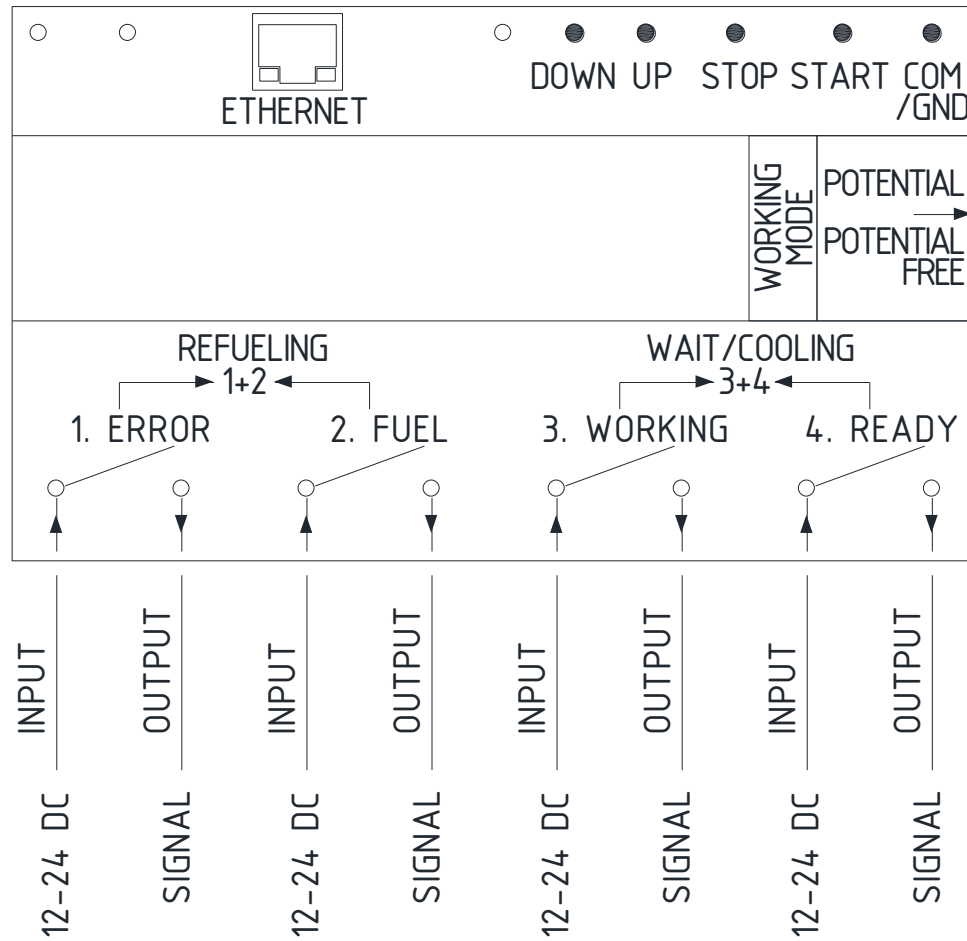 ETHERNET
DOWN UP STOP START COM
/GND
WORKING
MODE
POTENTIAL
POTENTIAL
FREE
REFUELING
1+2
WAIT/COOLING
3+4
1. ERROR
2. FUEL
3. WORKING
4. READY
INPUT
OUTPUT
INPUT
OUTPUT
INPUT
OUTPUT
INPUT
OUTPUT
12-24 DC
SIGNAL
12-24 DC
SIGNAL
12-24 DC
SIGNAL
12-24 DC
SIGNAL